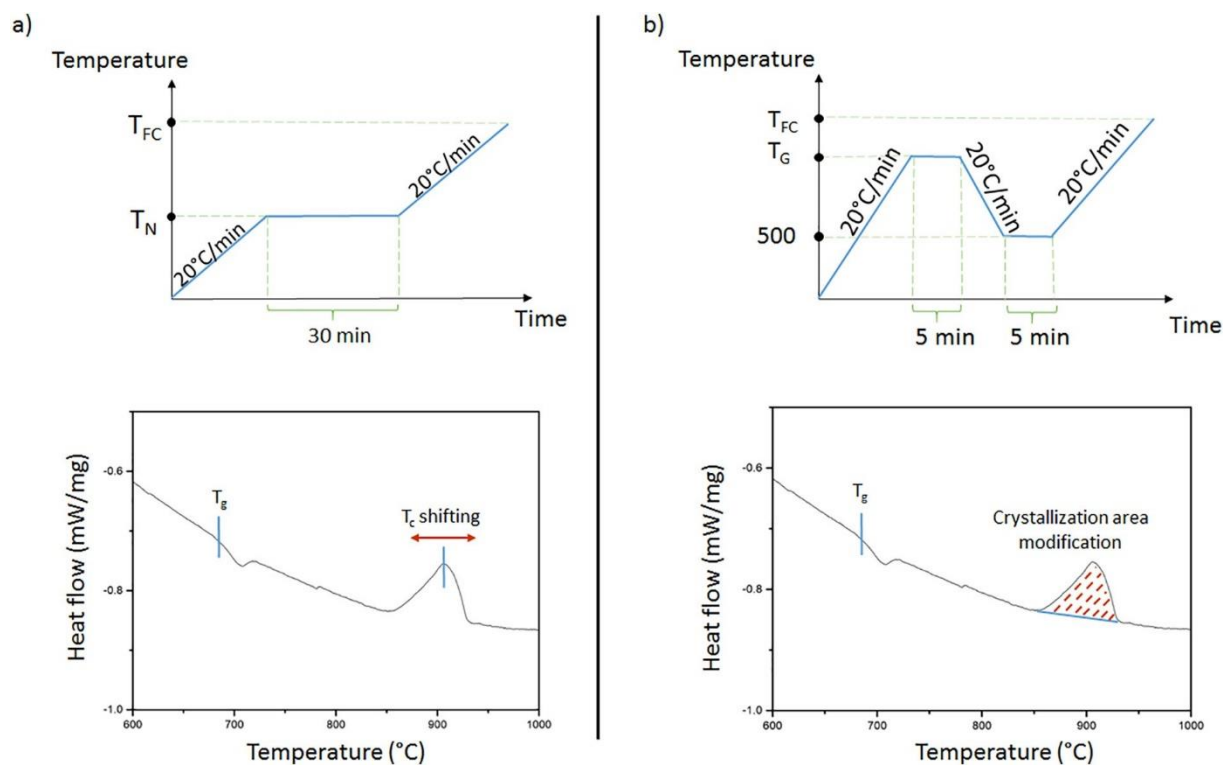 a)
Temperature
T_FC
T_N
20°C/min
20°C/min
30 min
Time
Heat flow (mW/mg)
-0.6
-0.8
-1.0
T_g
T_c shifting
600
700
800
900
1000
Temperature (°C)
b)
Temperature
T_FC
T_G
500
20°C/min
20°C/min
20°C/min
5 min
5 min
Time
Heat flow (mW/mg)
-0.6
-0.8
-1.0
T_g
Crystallization area
modification
600
700
800
900
1000
Temperature (°C)